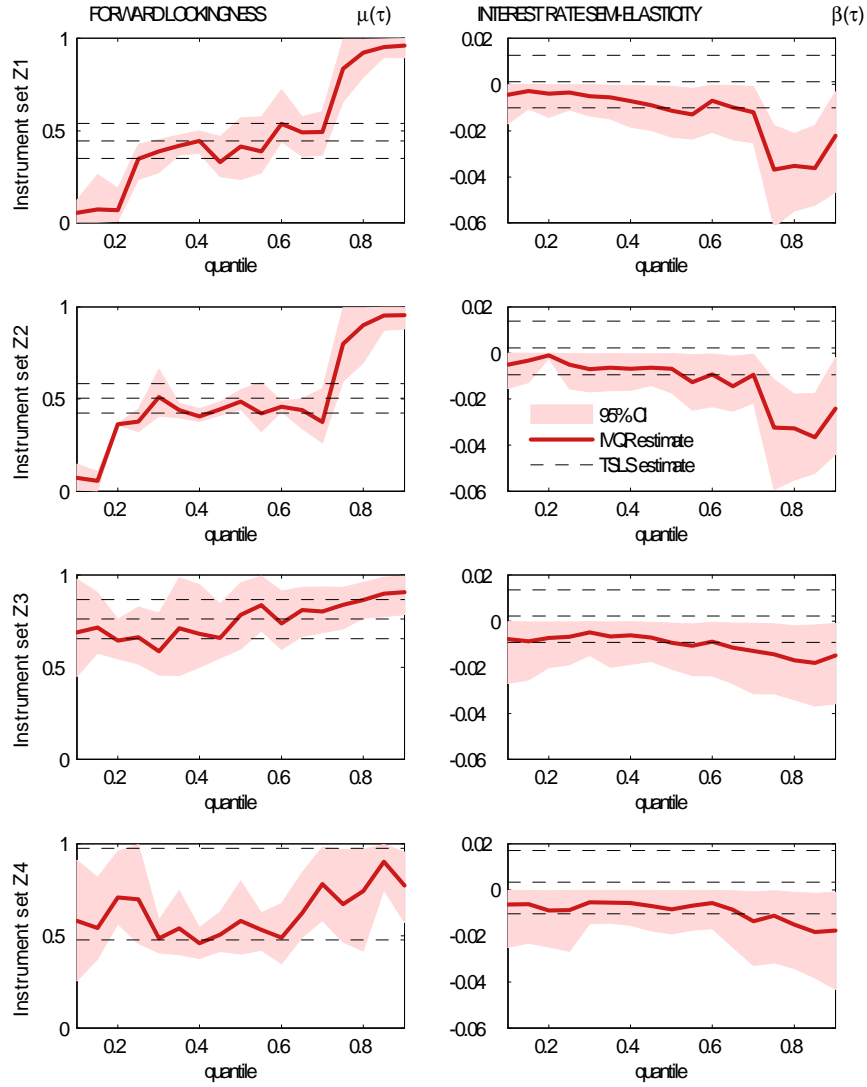 FORWARD LOOKINGNESS μ(τ) INTEREST RATE SEMI-ELASTICITY β(τ)
Instrument set Z1
1
0.5
0
0.2 0.4 0.6 0.8
quantile
0.02
0
-0.02
-0.04
-0.06
0.2 0.4 0.6 0.8
quantile
Instrument set Z2
1
0.5
0
0.2 0.4 0.6 0.8
quantile
0.02
0
-0.02
-0.04
-0.06
95% CI
IVQR estimate
TSLS estimate
0.2 0.4 0.6 0.8
quantile
Instrument set Z3
1
0.5
0
0.2 0.4 0.6 0.8
quantile
0.02
0
-0.02
-0.04
-0.06
0.2 0.4 0.6 0.8
quantile
Instrument set Z4
1
0.5
0
0.2 0.4 0.6 0.8
quantile
0.02
0
-0.02
-0.04
-0.06
0.2 0.4 0.6 0.8
quantile